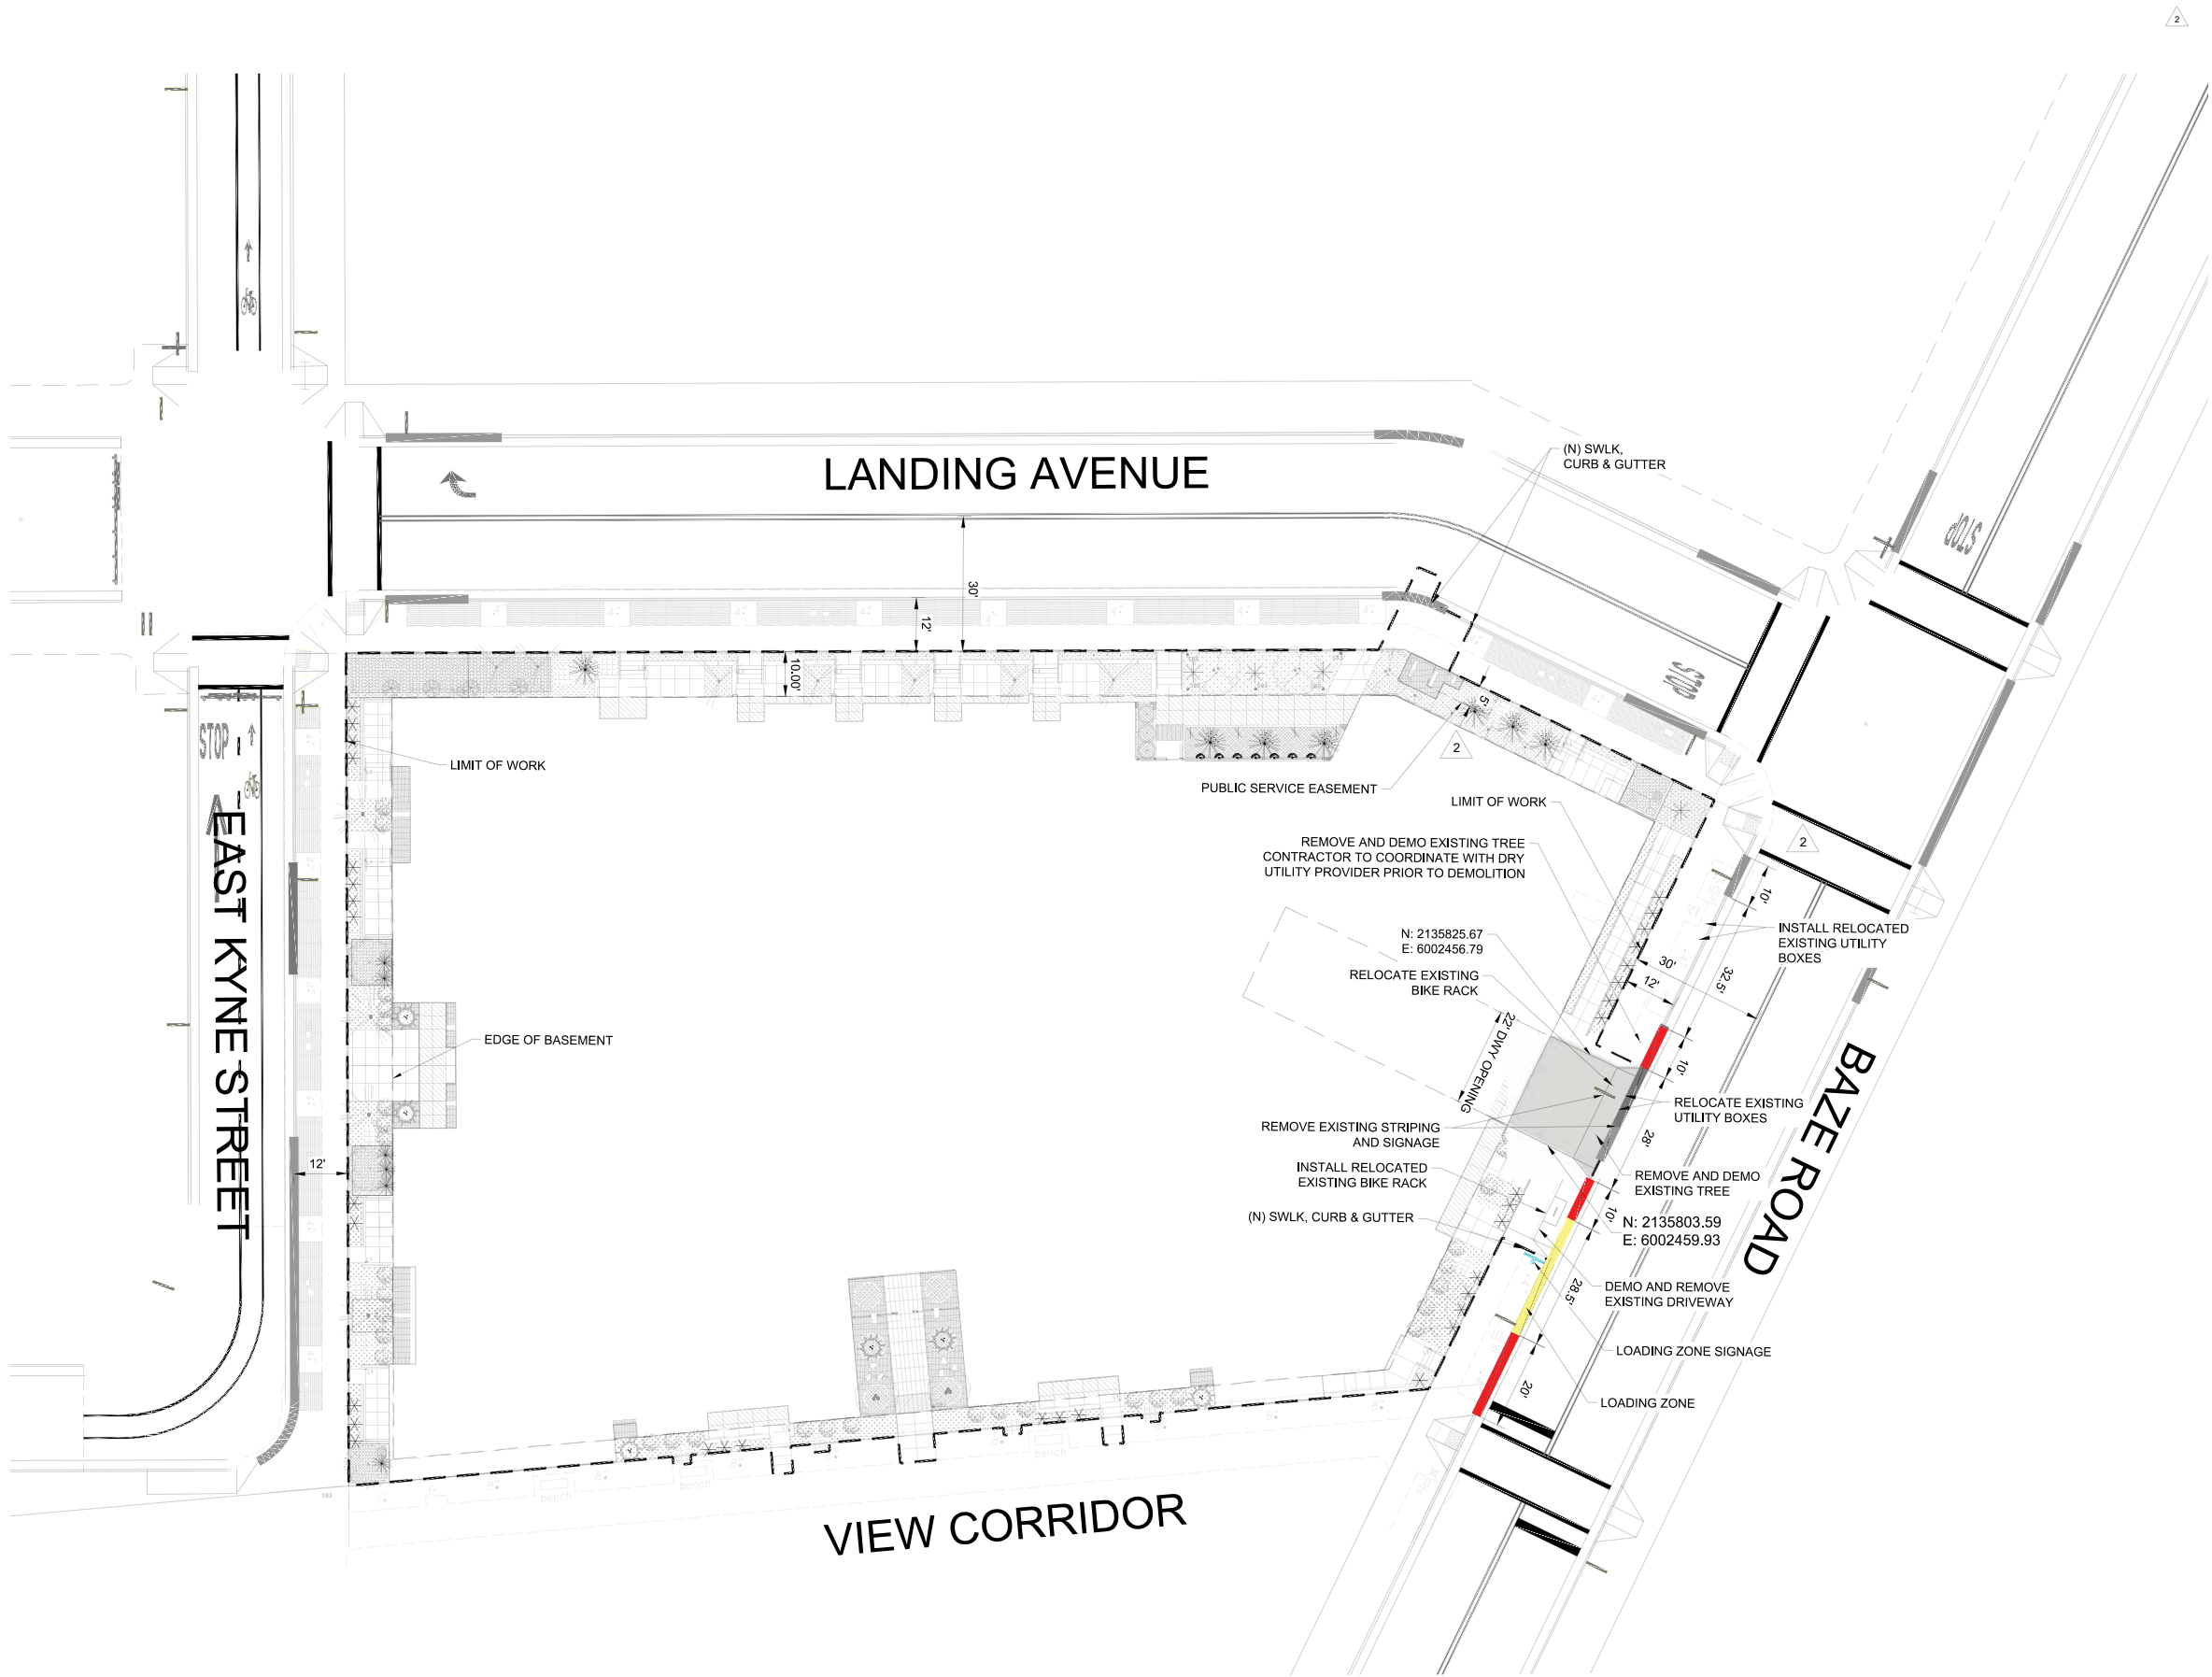 2
LANDING AVENUE
(N) SWLK,
CURB & GUTTER
STOP
30'
12'
10.00'
STOP
5'
2
STOP
LIMIT OF WORK
PUBLIC SERVICE EASEMENT
LIMIT OF WORK
REMOVE AND DEMO EXISTING TREE
CONTRACTOR TO COORDINATE WITH DRY
UTILITY PROVIDER PRIOR TO DEMOLITION
2
10'
INSTALL RELOCATED
EXISTING UTILITY
BOXES
N: 2135825.67
E: 6002456.79
RELOCATE EXISTING
BIKE RACK
30'
12'
32.5'
EAST KYNE STREET
EDGE OF BASEMENT
22' DWY OPENING
10'
BAZE ROAD
RELOCATE EXISTING
UTILITY BOXES
REMOVE EXISTING STRIPING
AND SIGNAGE
28'
12'
INSTALL RELOCATED
EXISTING BIKE RACK
REMOVE AND DEMO
EXISTING TREE
(N) SWLK, CURB & GUTTER
10'
N: 2135803.59
E: 6002459.93
DEMO AND REMOVE
EXISTING DRIVEWAY
28.5'
LOADING ZONE SIGNAGE
20'
LOADING ZONE
bench
bench
bench
VIEW CORRIDOR